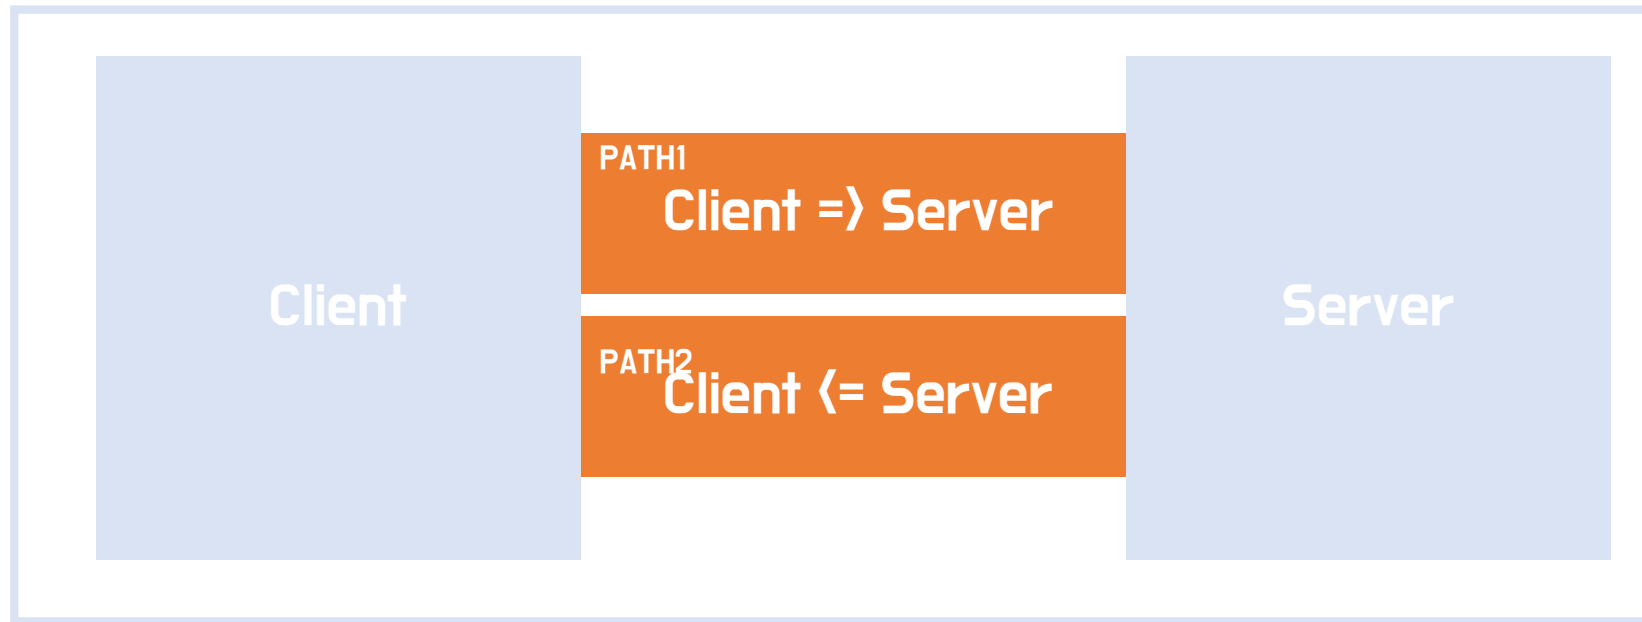 PATH1
Client => Server
Client
Server
PATH2
Client <= Server